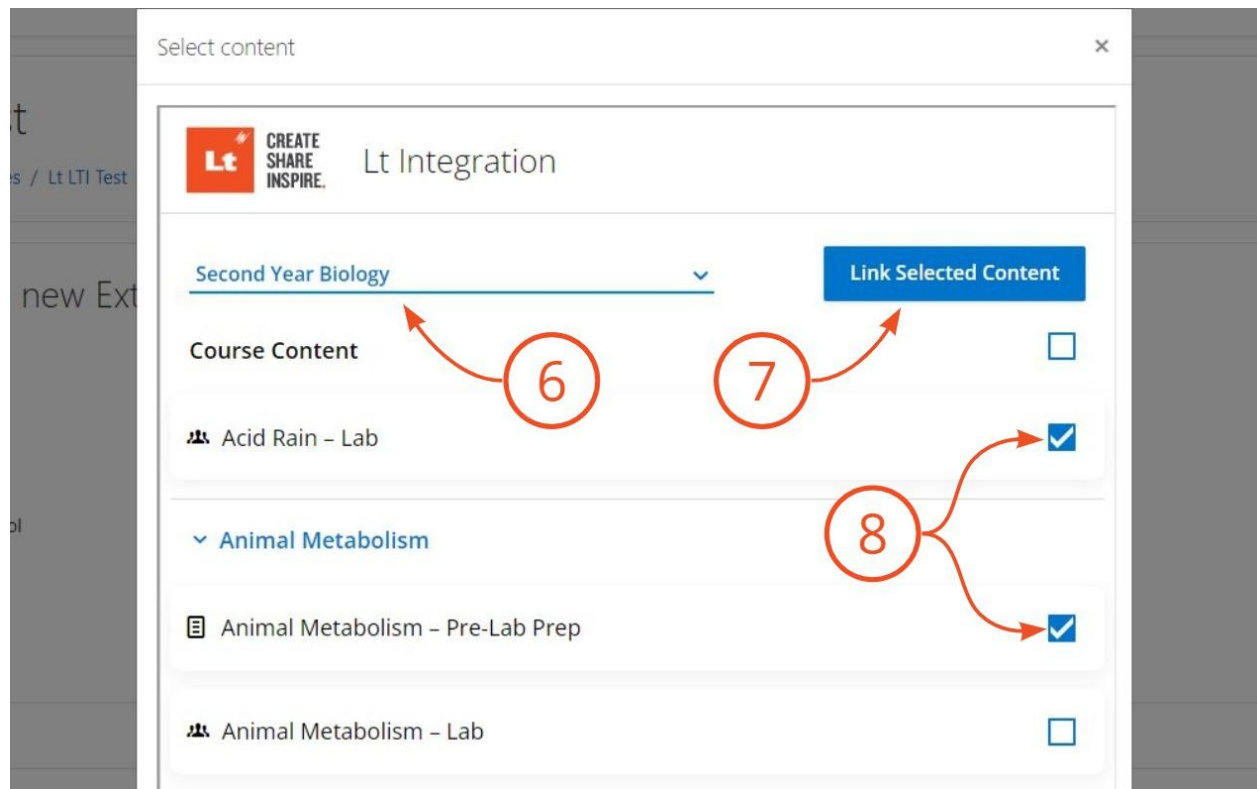 Select content
×
CREATE
Lt SHARE Lt Integration
INSPIRE.
/ Lt LTI Test
Second Year Biology
Link Selected Content
new Ext
6
7
Course Content
Acid Rain – Lab
8
Animal Metabolism
Animal Metabolism – Pre-Lab Prep
Animal Metabolism – Lab